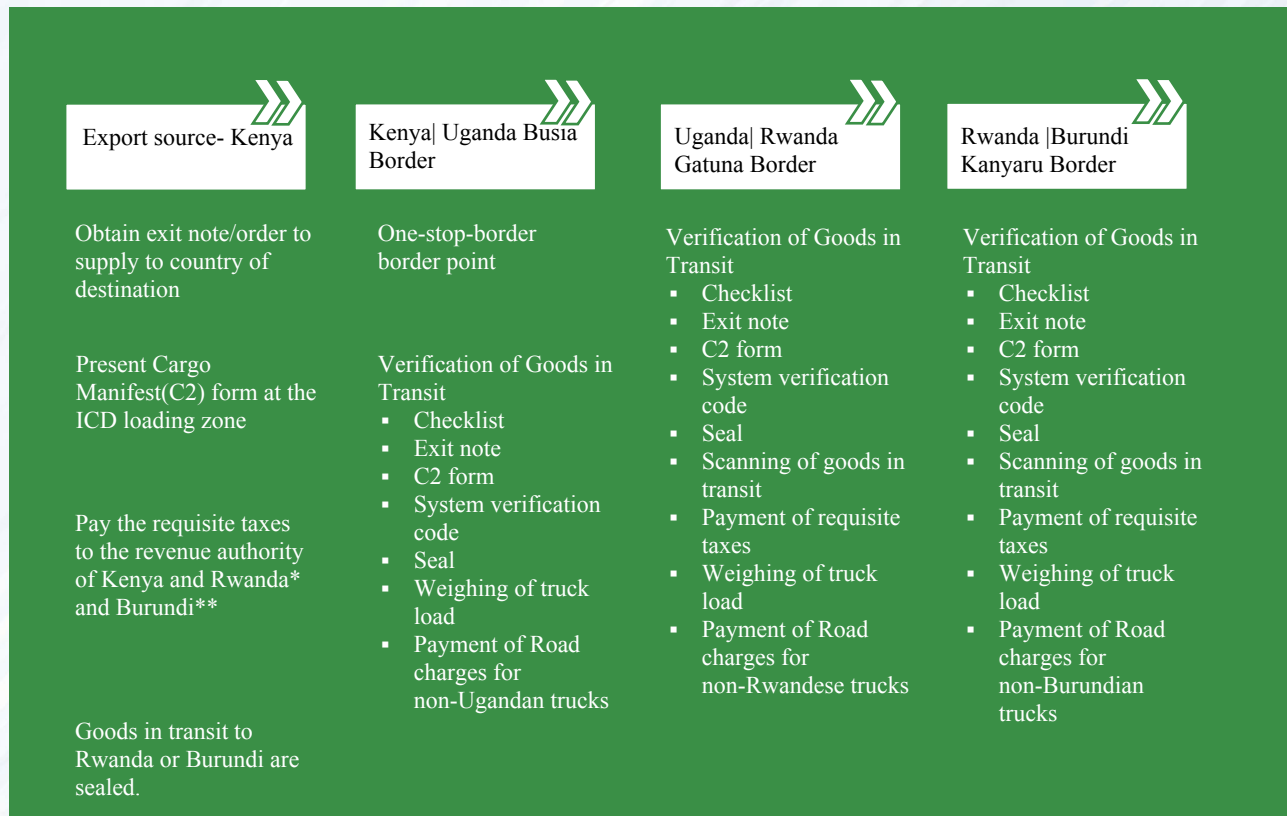 Export source- Kenya
Obtain exit note/order to
supply to country of
destination
Present Cargo
Manifest(C2) form at the
ICD loading zone
Pay the requisite taxes
to the revenue authority
of Kenya and Rwanda*
and Burundi**
Goods in transit to
Rwanda or Burundi are
sealed.
Kenya| Uganda Busia
Border
One-stop-border
border point
Verification of Goods in
Transit
▪ Checklist
▪ Exit note
▪ C2 form
▪ System verification
code
▪ Seal
▪ Weighing of truck
load
▪ Payment of Road
charges for
non-Ugandan trucks
Uganda| Rwanda
Gatuna Border
Verification of Goods in
Transit
▪ Checklist
▪ Exit note
▪ C2 form
▪ System verification
code
▪ Seal
▪ Scanning of goods in
transit
▪ Payment of requisite
taxes
▪ Weighing of truck
load
▪ Payment of Road
charges for
non-Rwandese trucks
Rwanda |Burundi
Kanyaru Border
Verification of Goods in
Transit
▪ Checklist
▪ Exit note
▪ C2 form
▪ System verification
code
▪ Seal
▪ Scanning of goods in
transit
▪ Payment of requisite
taxes
▪ Weighing of truck
load
▪ Payment of Road
charges for
non-Burundian
trucks